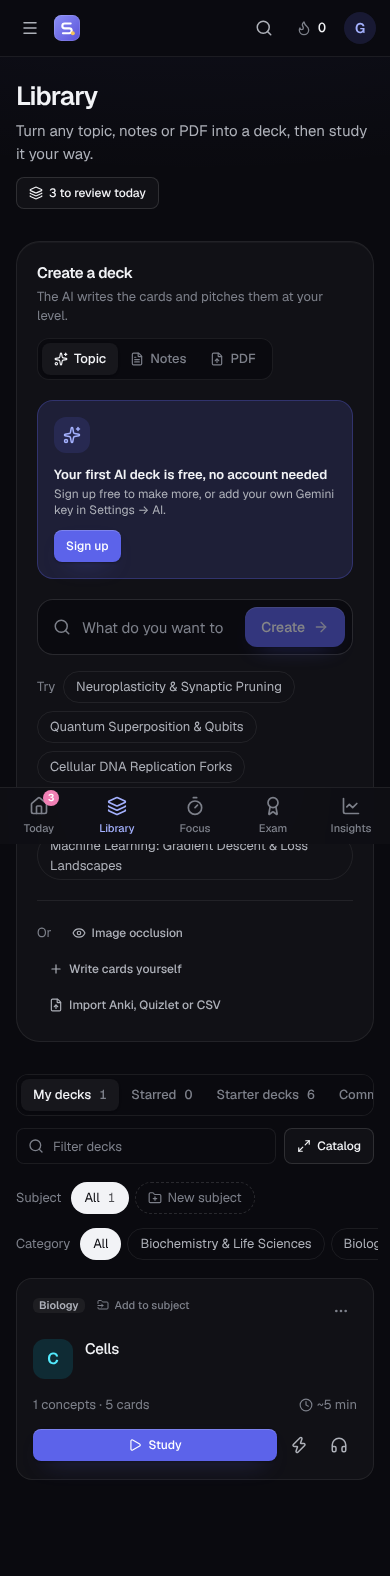 S
0
G
Library
Turn any topic, notes or PDF into a deck, then study
it your way.
3 to review today
Create a deck
The AI writes the cards and pitches them at your
level.
Topic Notes PDF
Your first AI deck is free, no account needed
Sign up free to make more, or add your own Gemini
key in Settings → AI.
Sign up
What do you want to Create →
Try Neuroplasticity & Synaptic Pruning
Quantum Superposition & Qubits
Cellular DNA Replication Forks
3
Today Library Focus Exam Insights
Machine Learning: Gradient Descent & Loss
Landscapes
Or Image occlusion
+ Write cards yourself
Import Anki, Quizlet or CSV
My decks 1 Starred 0 Starter decks 6 Comm
Filter decks Catalog
Subject All 1 New subject
Category All Biochemistry & Life Sciences Biolog
Biology Add to subject ...
C Cells
1 concepts · 5 cards ~5 min
Study